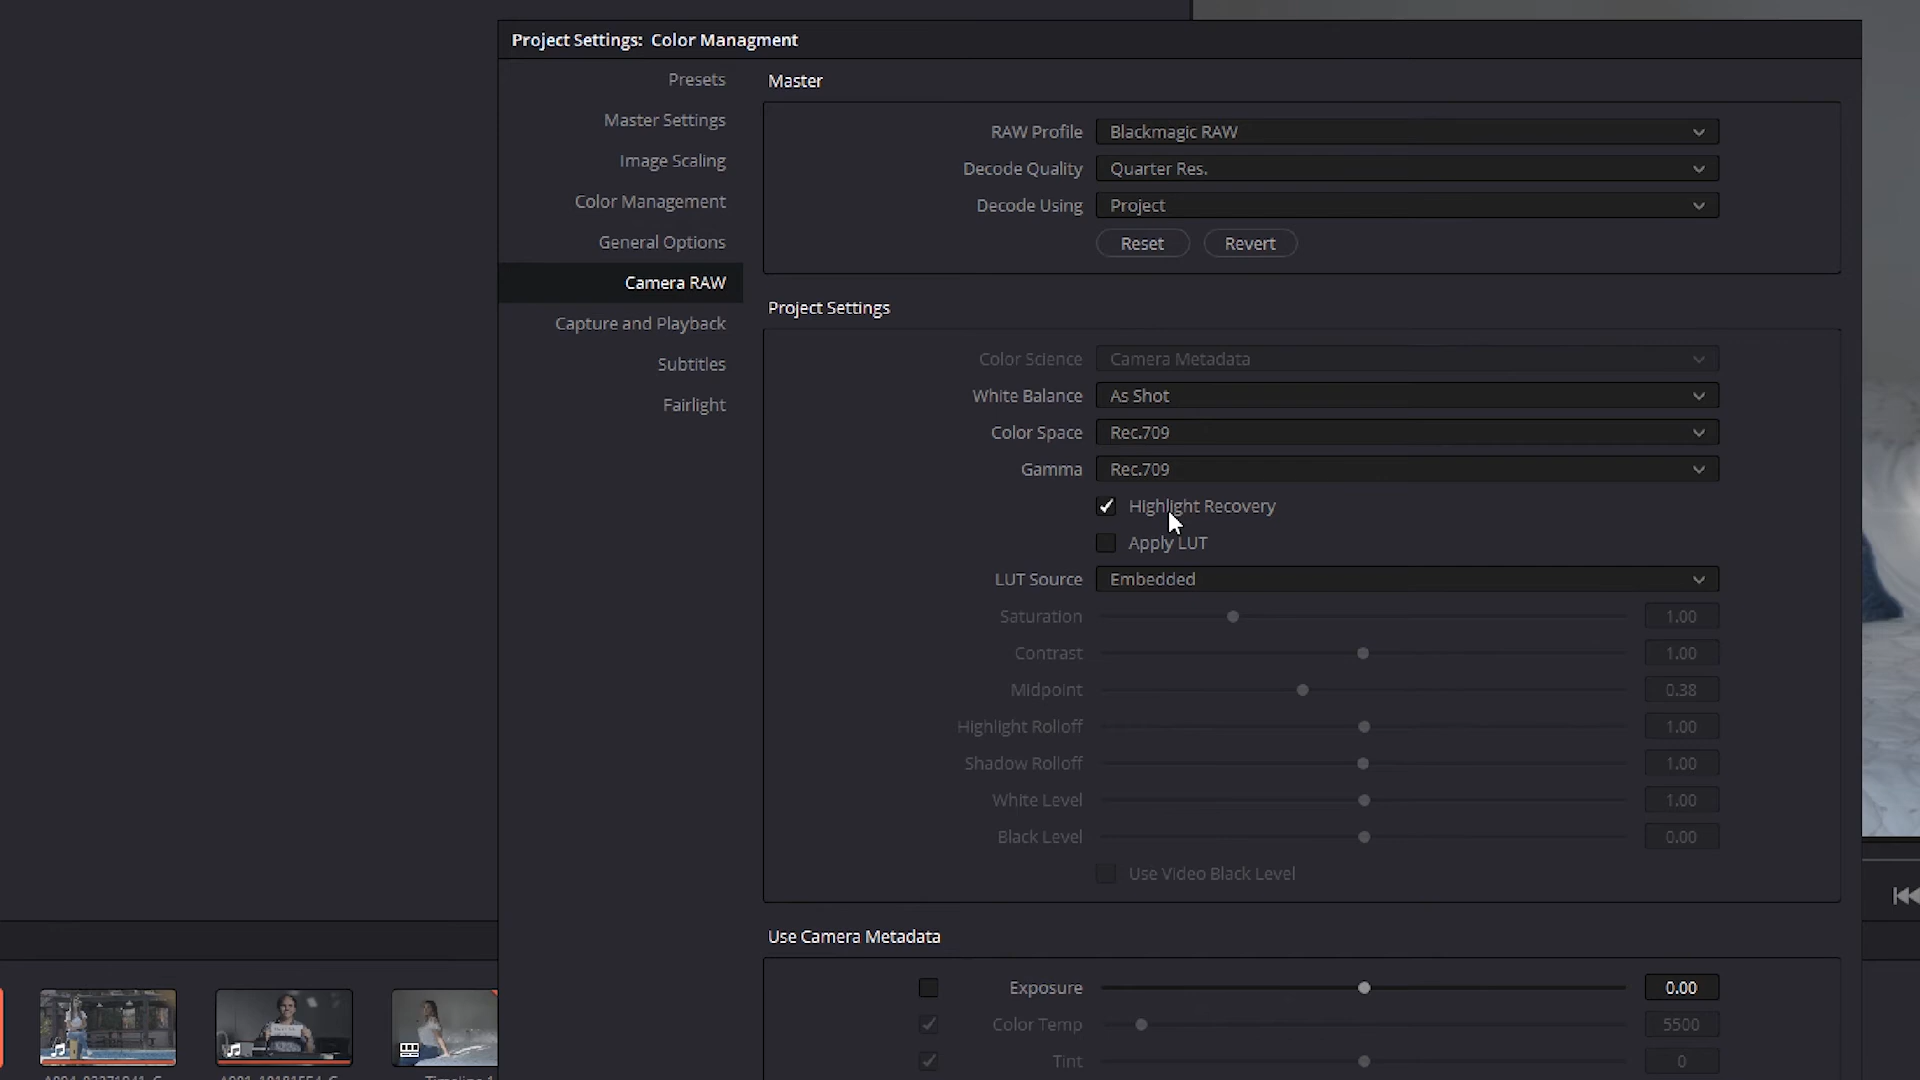 Project Settings: Color Managment
Presets
Master Settings
Image Scaling
Color Management
General Options
Camera RAW
Capture and Playback
Subtitles
Fairlight
Master
RAW Profile Blackmagic RAW
Decode Quality Quarter Res.
Decode Using Project
Reset Revert
Project Settings
Color Science Camera Metadata
White Balance As Shot
Color Space Rec.709
Gamma Rec.709
Highlight Recovery
Apply LUT
LUT Source Embedded
Saturation 1.00
Contrast 1.00
Midpoint 0.38
Highlight Rolloff 1.00
Shadow Rolloff 1.00
White Level 1.00
Black Level 0.00
Use Video Black Level
Use Camera Metadata
Exposure 0.00
Color Temp 5500
Tint 0
Timeline 1